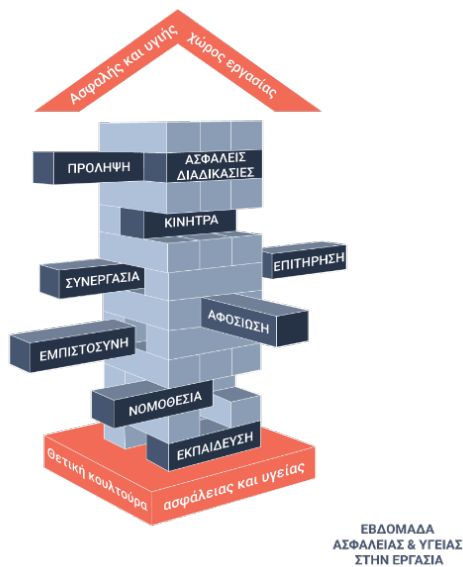 Ασφαλής και υγιής χώρος εργασίας
ΠΡΟΛΗΨΗ
ΑΣΦΑΛΕΙΣ
ΔΙΑΔΙΚΑΣΙΕΣ
ΚΙΝΗΤΡΑ
ΕΠΙΤΗΡΗΣΗ
ΣΥΝΕΡΓΑΣΙΑ
ΑΦΟΣΙΩΣΗ
ΕΜΠΙΣΤΟΣΥΝΗ
ΝΟΜΟΘΕΣΙΑ
ΕΚΠΑΙΔΕΥΣΗ
Θετική κουλτούρα ασφάλειας και υγείας
ΕΒΔΟΜΑΔΑ
ΑΣΦΑΛΕΙΑΣ & ΥΓΕΙΑΣ
ΣΤΗΝ ΕΡΓΑΣΙΑ